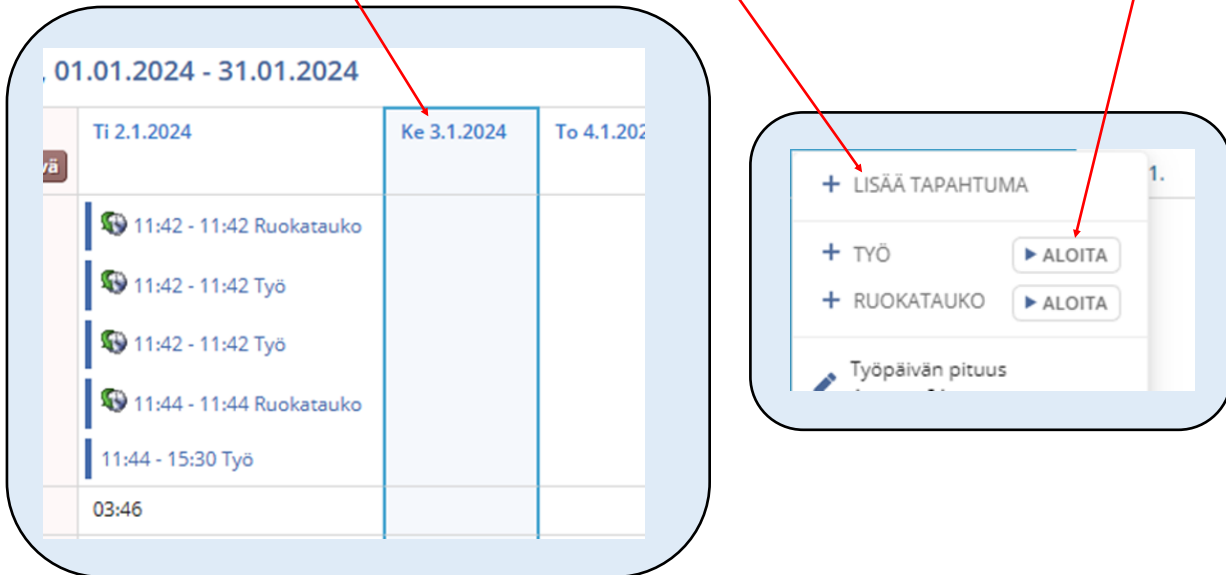 , 01.01.2024 - 31.01.2024
Ti 2.1.2024
Ke 3.1.2024
To 4.1.202
vä
11:42 - 11:42 Ruokatauko
11:42 - 11:42 Työ
11:42 - 11:42 Työ
11:44 - 11:44 Ruokatauko
11:44 - 15:30 Työ
03:46
+ LISÄÄ TAPAHTUMA
1.
+ TYÖ
ALOITA
+ RUOKATAUKO
ALOITA
Työpäivän pituus